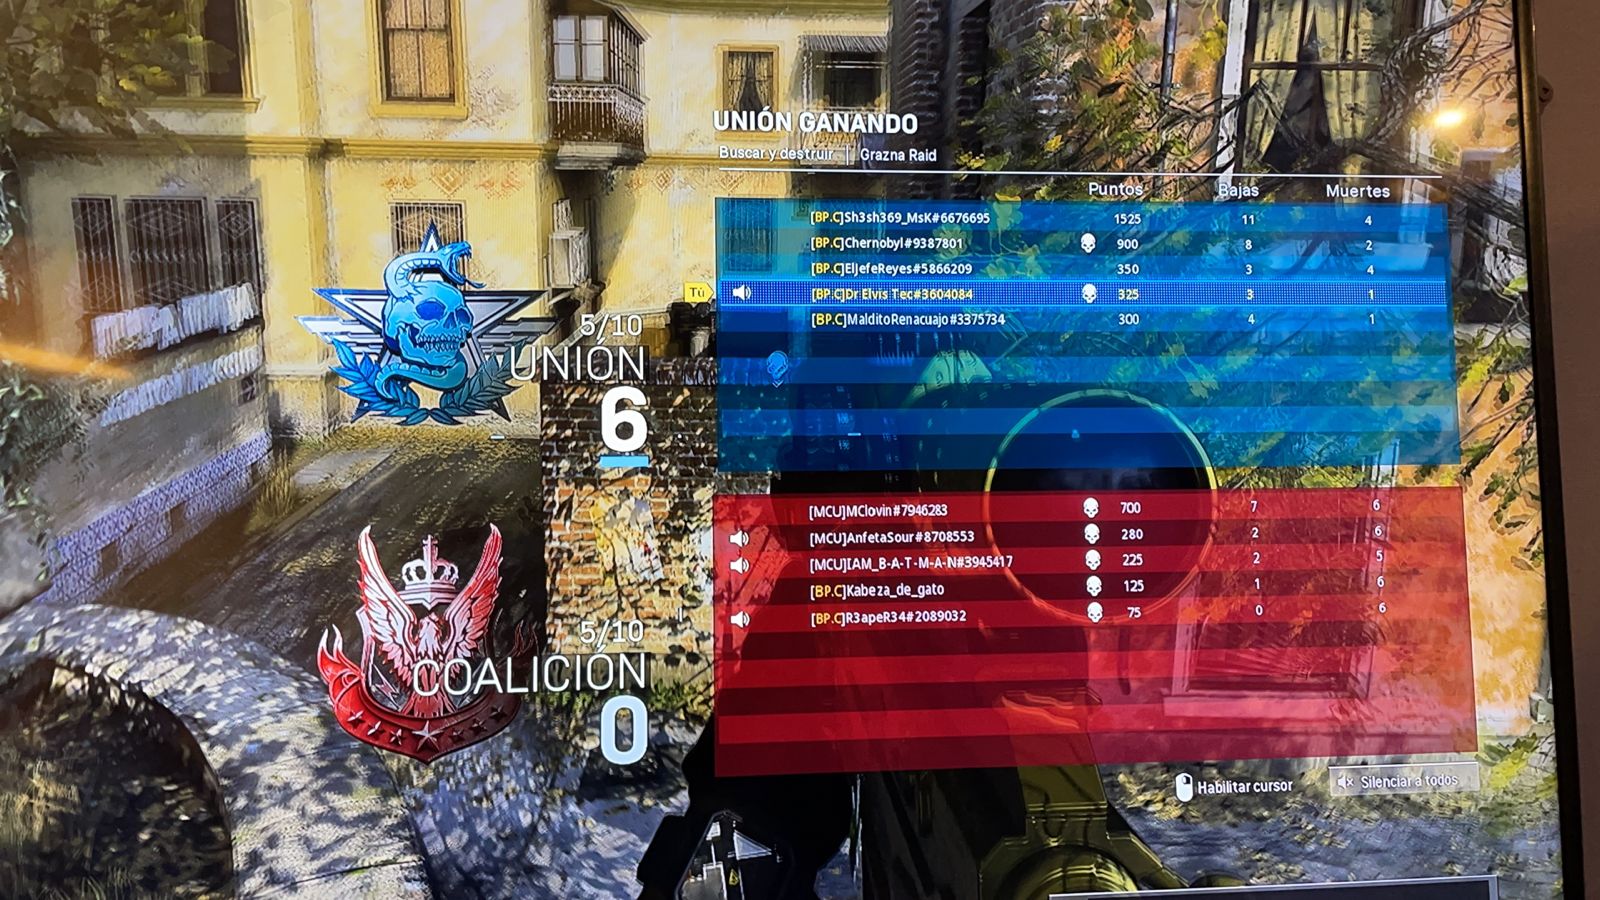 UNIÓN GANANDO
Buscar y destruir | Grazna Raid
Puntos Bajas Muertes
[BP.C]Sh3sh369_MsK#6676695 1525 11 4
[BP.C]Chernobyl#9387801 900 8 2
[BP.C]ElJefeReyes#5866209 350 3 4
Tú [BP.C]Dr Elvis Tec#3604084 325 3 1
[BP.C]MalditoRenacuajo#3375734 300 4 1
5/10
UNIÓN
6
[MCU]MClovin#7946283 700 7 6
[MCU]AnfetaSour#8708553 280 2 6
[MCU]IAM_B-A-T-M-A-N#3945417 225 2 5
[BP.C]Kabeza_de_gato 125 1 6
[BP.C]R3apeR34#2089032 75 0 6
5/10
COALICIÓN
0
Habilitar cursor
Silenciar a todos